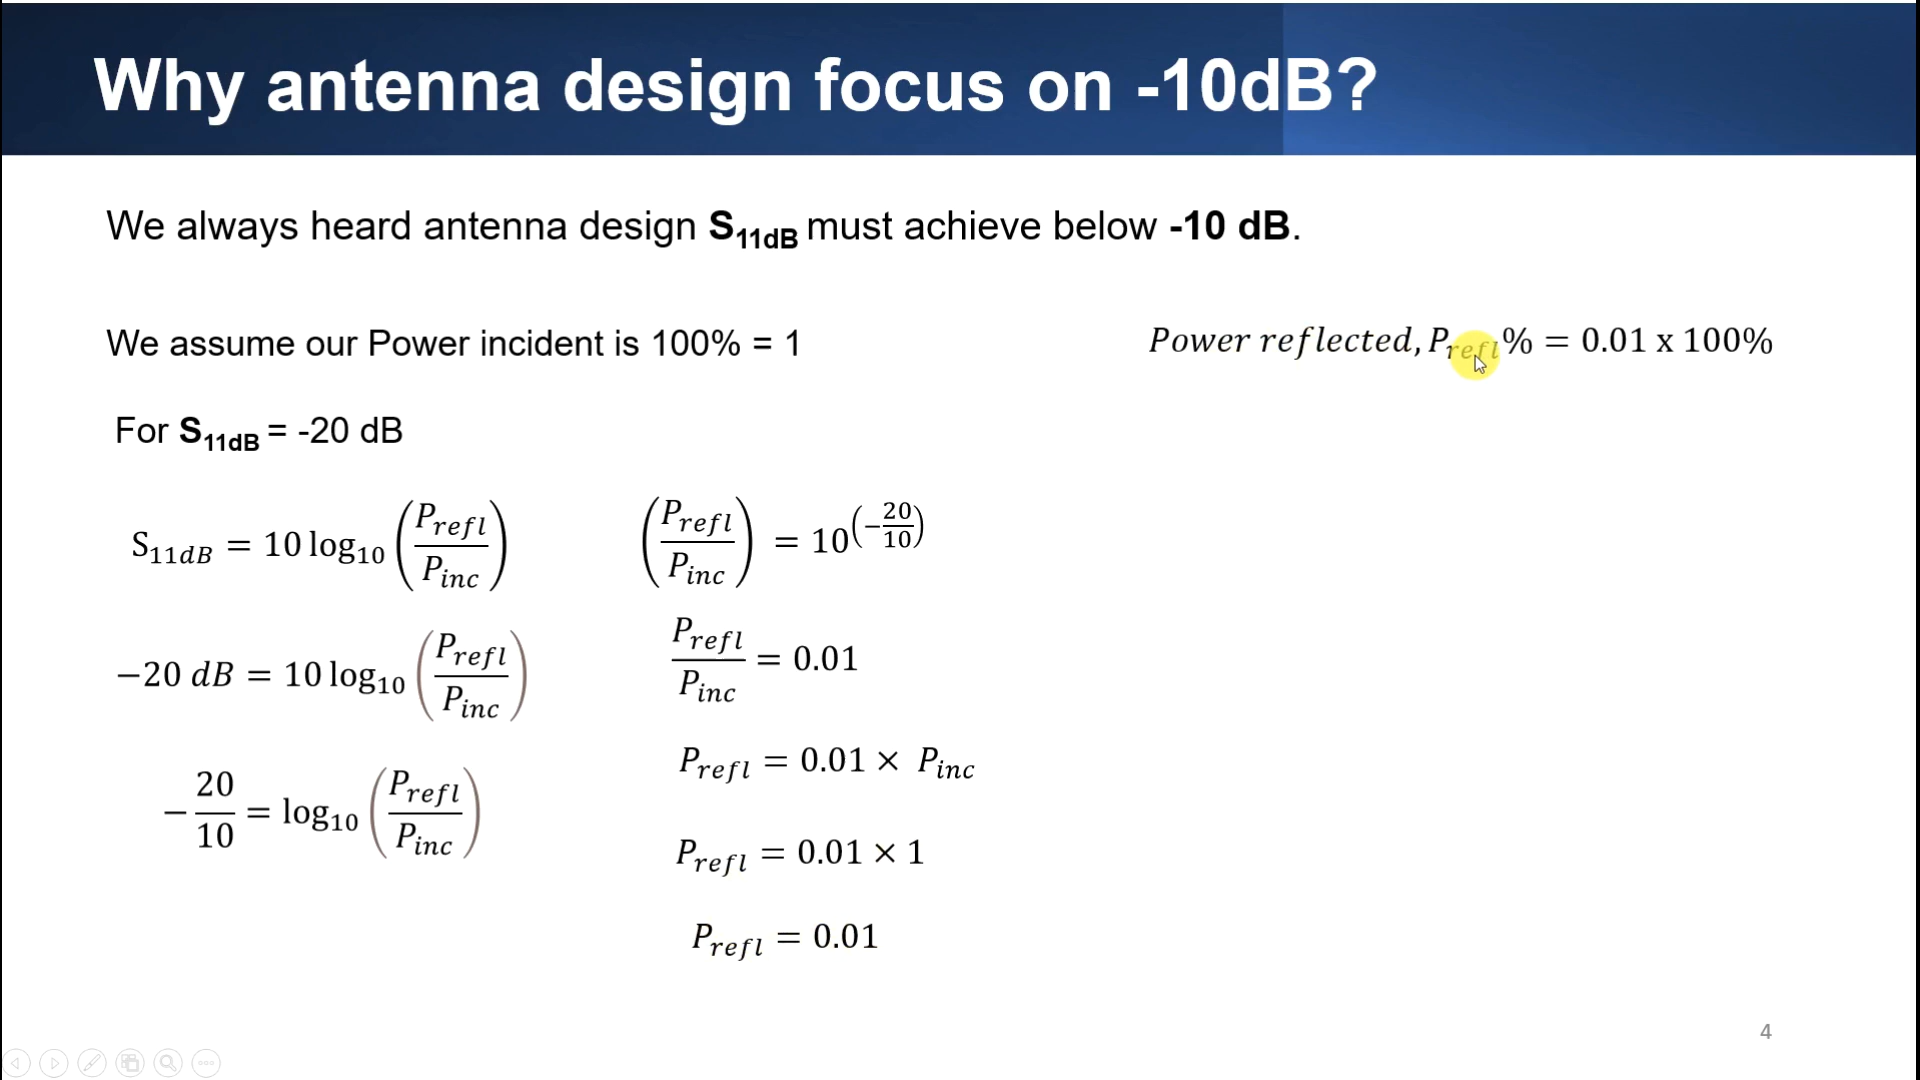 Why antenna design focus on -10dB?
We always heard antenna design S11dB must achieve below -10 dB.
We assume our Power incident is 100% = 1
For S11dB = -20 dB
S11dB = 10 log10 (Prefl / Pinc)
−20 dB = 10 log10 (Prefl / Pinc)
− 20/10 = log10 (Prefl / Pinc)
(Prefl / Pinc) = 10^(−20/10)
Prefl / Pinc = 0.01
Prefl = 0.01 × Pinc
Prefl = 0.01 × 1
Prefl = 0.01
Power reflected, Prefl% = 0.01 x 100%
4